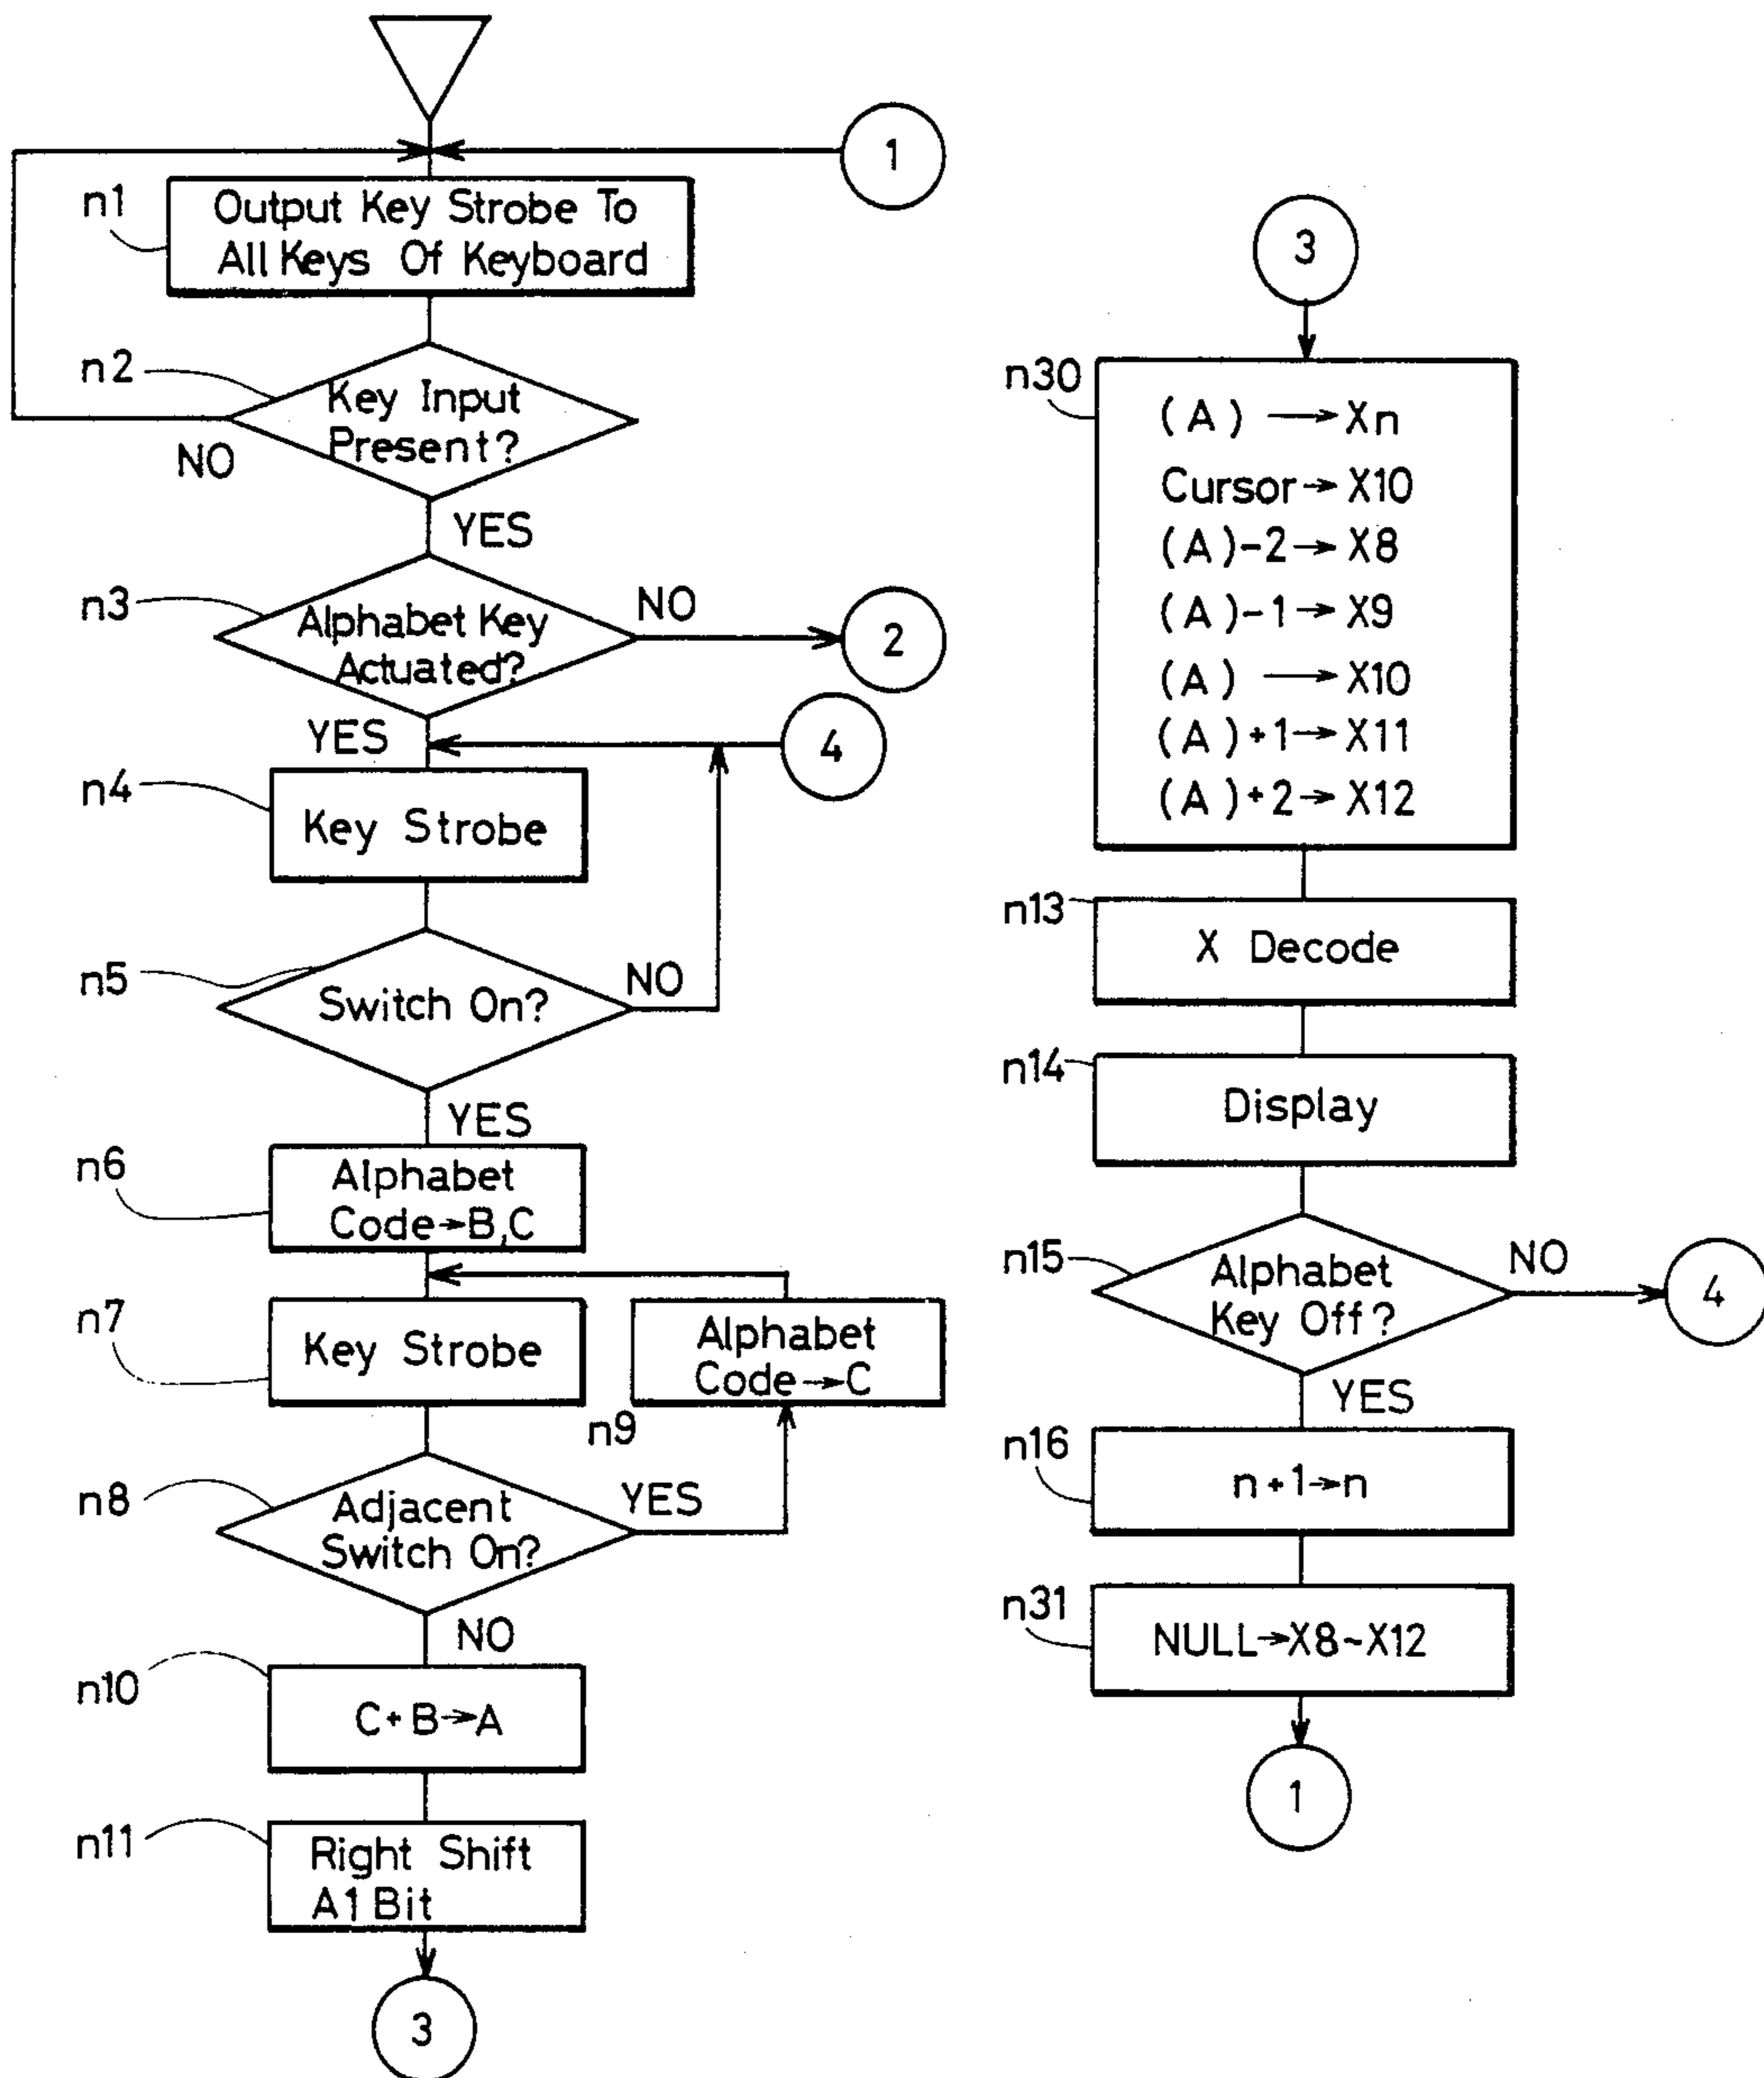 1
n1
Output Key Strobe To
All Keys Of Keyboard
n2
Key Input
Present?
NO
YES
n3
Alphabet Key
Actuated?
NO
2
YES
4
n4
Key Strobe
n5
Switch On?
NO
YES
n6
Alphabet
Code→B,C
n7
Key Strobe
Alphabet
Code→C
n9
n8
Adjacent
Switch On?
YES
NO
n10
C+B→A
n11
Right Shift
A1Bit
3
3
n30
(A) →Xn
Cursor→X10
(A)-2→X8
(A)-1→X9
(A) →X10
(A)+1→X11
(A)+2→X12
n13
X Decode
n14
Display
n15
Alphabet
Key Off?
NO
4
YES
n16
n+1→n
n31
NULL→X8~X12
1